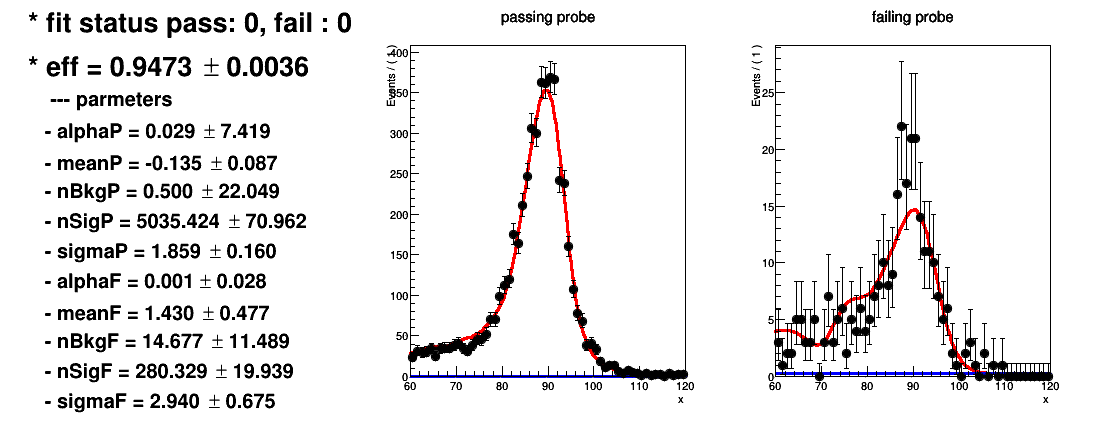 * fit status pass: 0, fail : 0
* eff = 0.9473 ± 0.0036
--- parmeters
- alphaP = 0.029 ± 7.419
- meanP = -0.135 ± 0.087
- nBkgP = 0.500 ± 22.049
- nSigP = 5035.424 ± 70.962
- sigmaP = 1.859 ± 0.160
- alphaF = 0.001 ± 0.028
- meanF = 1.430 ± 0.477
- nBkgF = 14.677 ± 11.489
- nSigF = 280.329 ± 19.939
- sigmaF = 2.940 ± 0.675
passing probe
Events / ( 1 )
400
350
300
250
200
150
100
50
0
60 70 80 90 100 110 120
x
failing probe
Events / ( 1 )
25
20
15
10
5
0
60 70 80 90 100 110 120
x